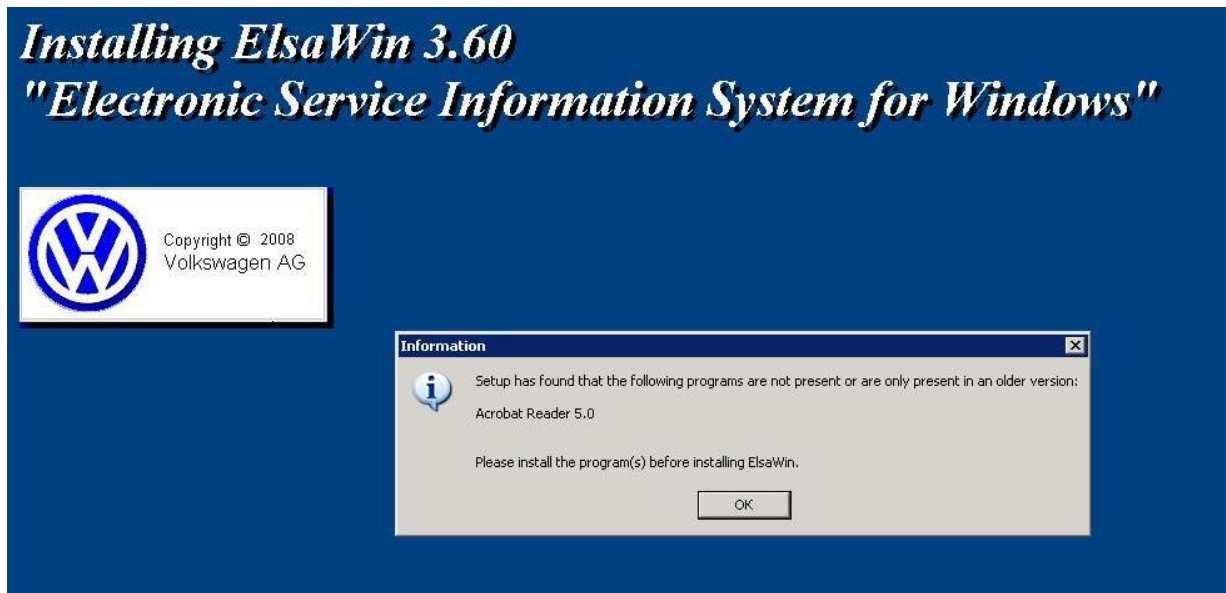 Installing ElsaWin 3.60
"Electronic Service Information System for Windows"
Copyright © 2008
Volkswagen AG
Information
Setup has found that the following programs are not present or are only present in an older version:
Acrobat Reader 5.0
Please install the program(s) before installing ElsaWin.
OK